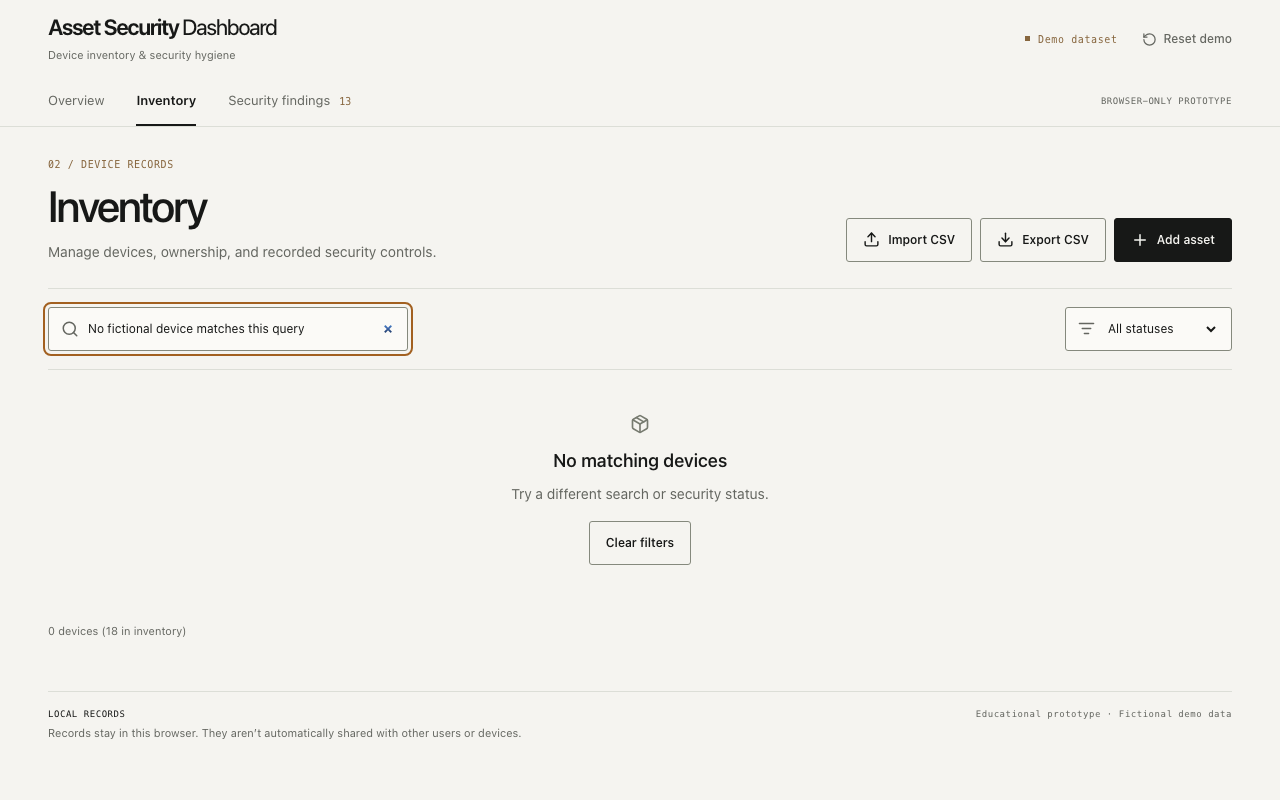 Asset Security Dashboard
Device inventory & security hygiene
Demo dataset
Reset demo
Overview
Inventory
Security findings 13
BROWSER-ONLY PROTOTYPE
02 / DEVICE RECORDS
Inventory
Manage devices, ownership, and recorded security controls.
Import CSV
Export CSV
Add asset
No fictional device matches this query
All statuses
No matching devices
Try a different search or security status.
Clear filters
0 devices (18 in inventory)
LOCAL RECORDS
Educational prototype · Fictional demo data
Records stay in this browser. They aren't automatically shared with other users or devices.